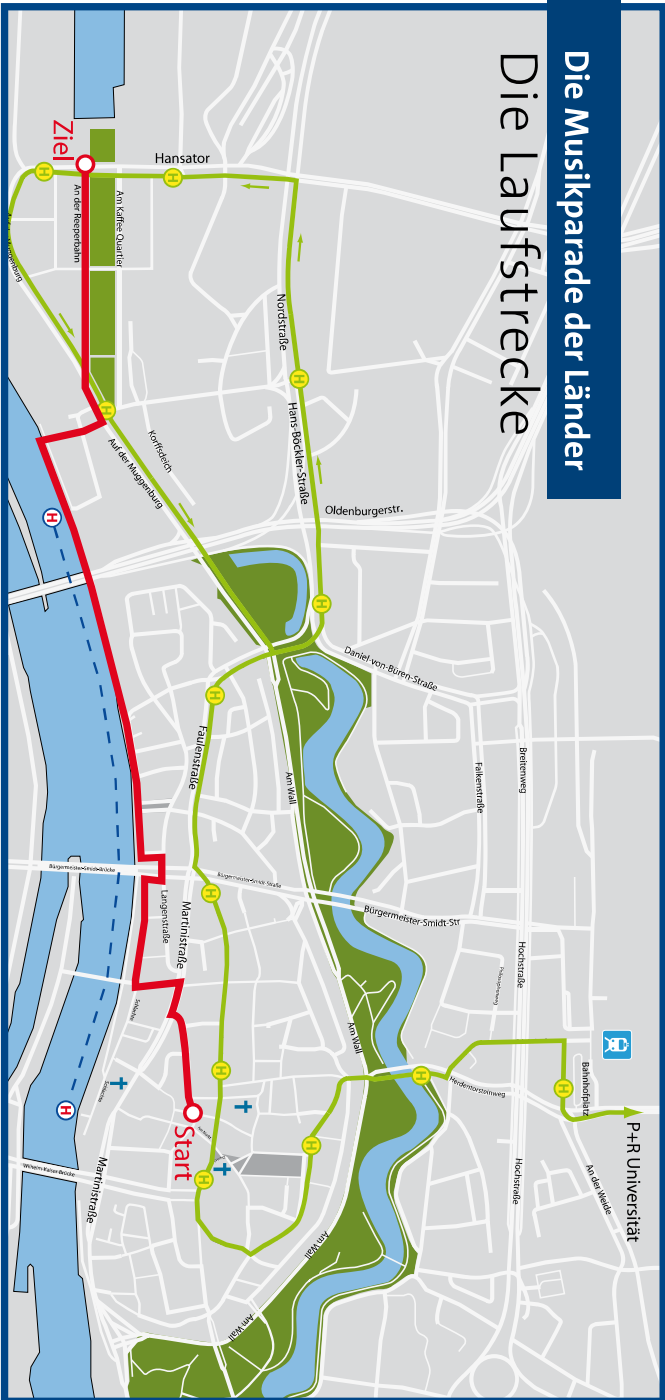 Die Musikparade der Länder
Die Laufstrecke
Ziel
Hansator
H
H
An der Reeperbahn
Am Kaffee Quartier
Nordstraße
H
Hans-Böckler-Straße
H
Korffsdeich
Auf der Muggenburg
Oldenburgerstr.
H
H
Daniel-von-Büren-Straße
H
Faulenstraße
Am Wall
Falkenstraße
Breitenweg
Bürgermeister-Smidt-Brücke
Bürgermeister-Smidt-Straße
Bürgermeister-Smidt-Str
H
Langenstraße
Martinistraße
Hochstraße
Schlachte
Am Wall
H
H
Herdentorsteinweg
H
Bahnhofplatz
P+R Universität
An der Weide
Hochstraße
H
Start
H
H
Martinistraße
Wilhelm-Kaisen-Brücke
Am Wall
Am Wall